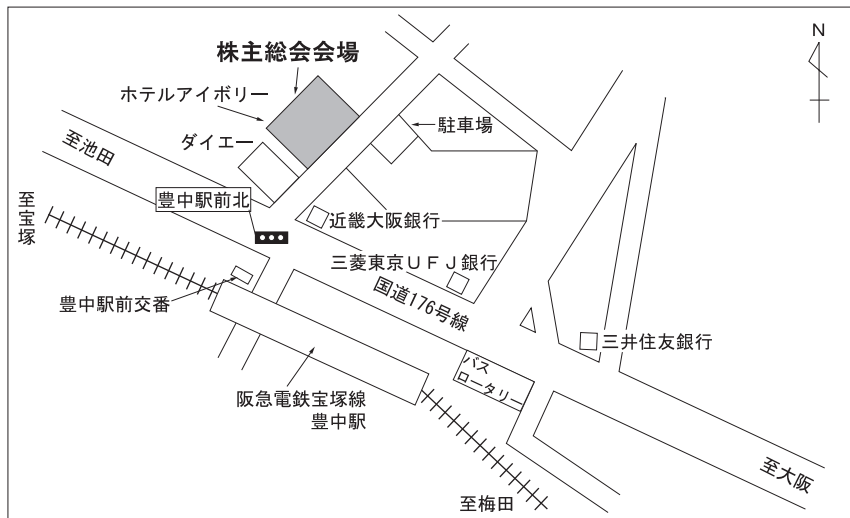 株主総会会場
N
ホテルアイボリー
駐車場
ダイエー
至池田
至宝塚
豊中駅前北
近畿大阪銀行
三菱東京UFJ銀行
国道176号線
豊中駅前交番
三井住友銀行
バス
ロータリー
阪急電鉄宝塚線
豊中駅
至大阪
至梅田